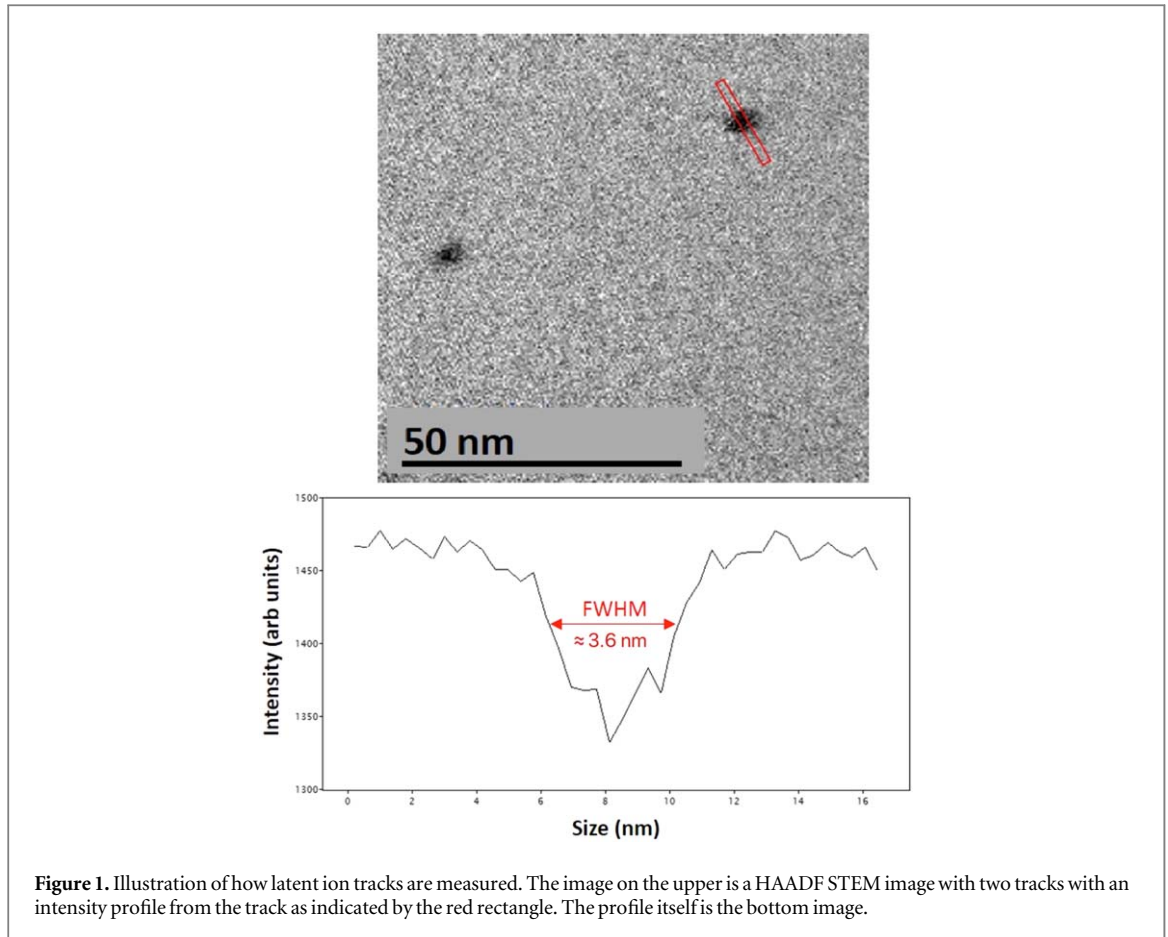 50 nm
1500
1450
1400
1350
1300
Intensity (arb units)
FWHM
≈ 3.6 nm
0 2 4 6 8 10 12 14 16
Size (nm)
Figure 1. Illustration of how latent ion tracks are measured. The image on the upper is a HAADF STEM image with two tracks with an
intensity profile from the track as indicated by the red rectangle. The profile itself is the bottom image.